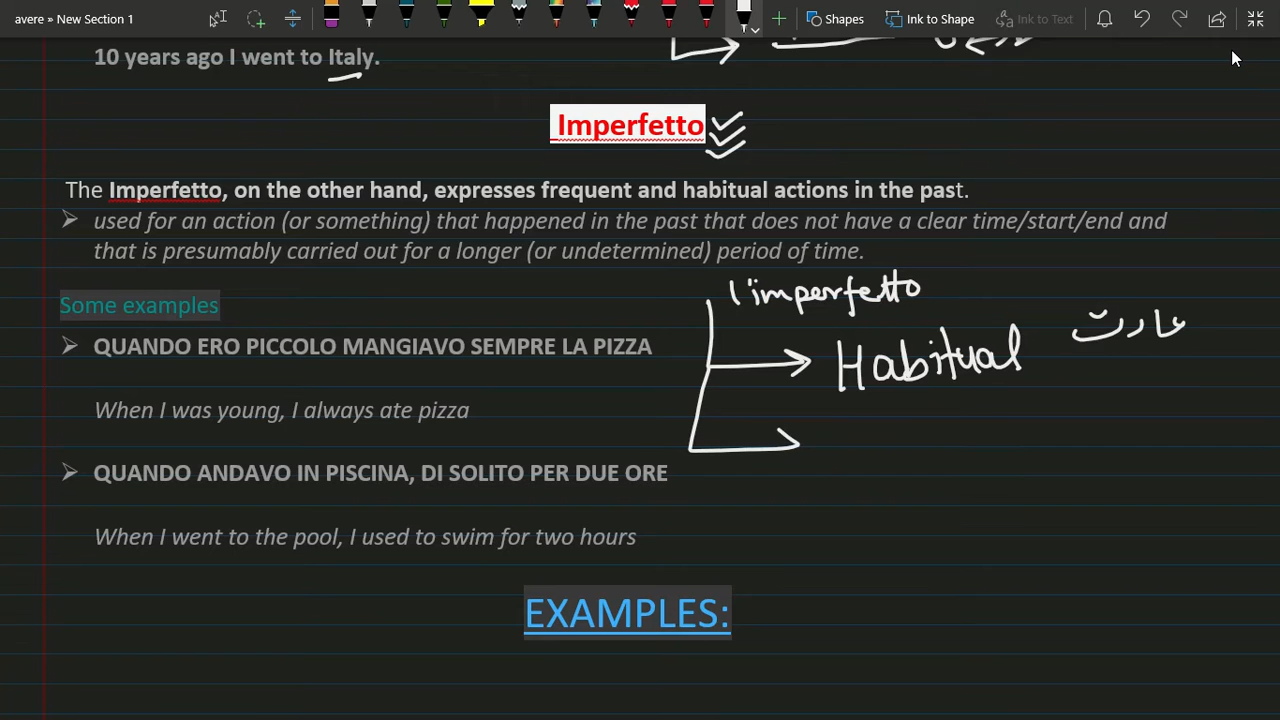 avere » New Section 1
Shapes
Ink to Shape
Ink to Text
10 years ago I went to Italy.
Imperfetto
The Imperfetto, on the other hand, expresses frequent and habitual actions in the past.
used for an action (or something) that happened in the past that does not have a clear time/start/end and
that is presumably carried out for a longer (or undetermined) period of time.
l'imperfetto
Some examples
Habitual عادت
QUANDO ERO PICCOLO MANGIAVO SEMPRE LA PIZZA
When I was young, I always ate pizza
QUANDO ANDAVO IN PISCINA, DI SOLITO PER DUE ORE
When I went to the pool, I used to swim for two hours
EXAMPLES: